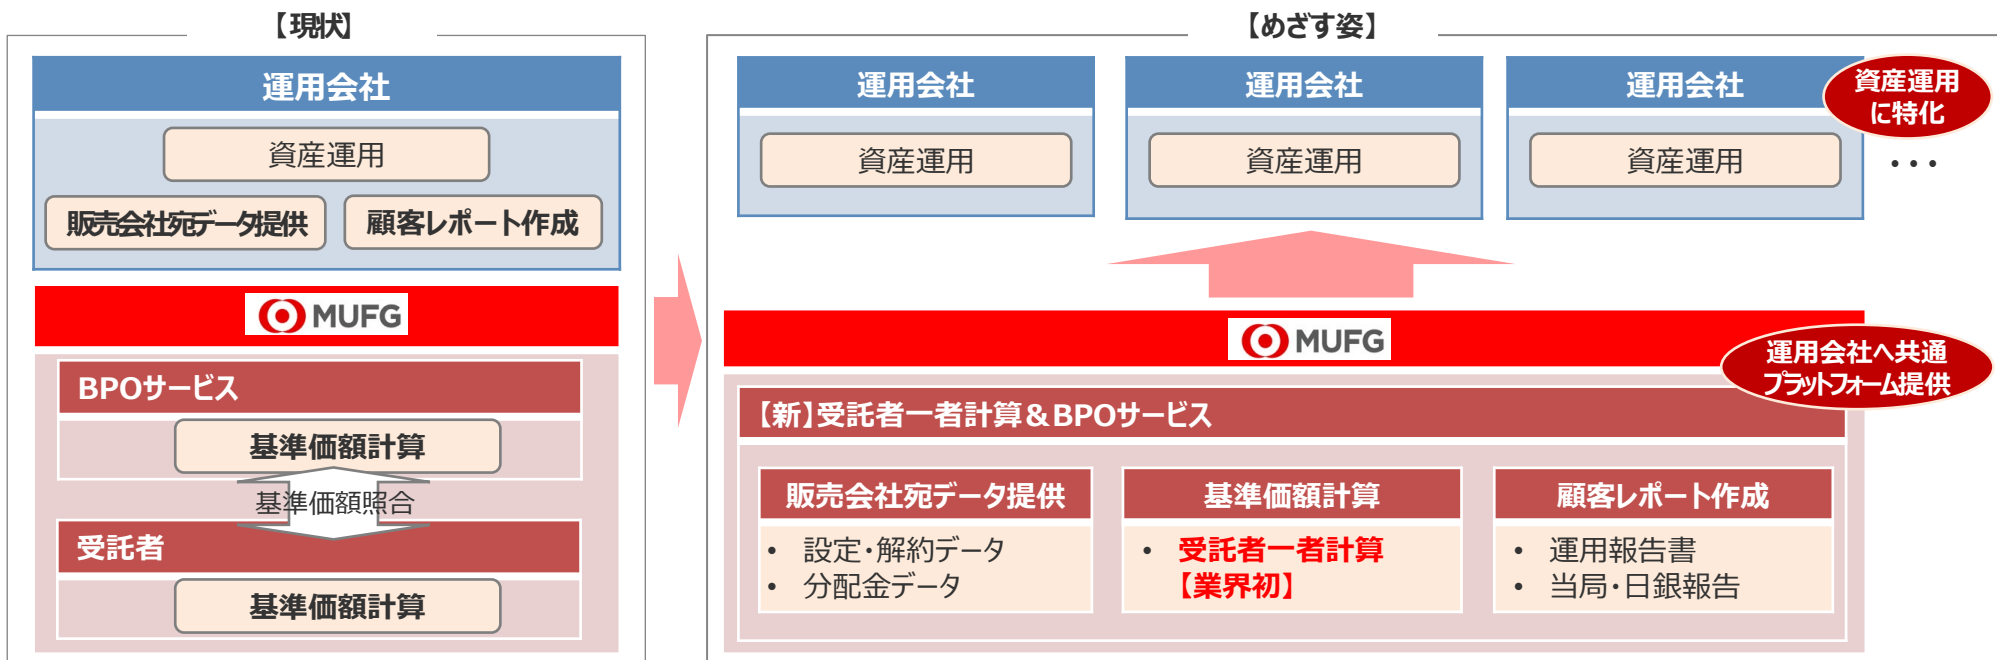 【現状】
運用会社
資産運用
販売会社宛データ提供
顧客レポート作成
MUFG
BPOサービス
基準価額計算
基準価額照合
受託者
基準価額計算
【めざす姿】
運用会社
資産運用
運用会社
資産運用
運用会社
資産運用
資産運用
に特化
・・・
MUFG
運用会社へ共通
プラットフォーム提供
【新】受託者一者計算&BPOサービス
販売会社宛データ提供
• 設定・解約データ
• 分配金データ
基準価額計算
• 受託者一者計算
【業界初】
顧客レポート作成
• 運用報告書
• 当局・日銀報告